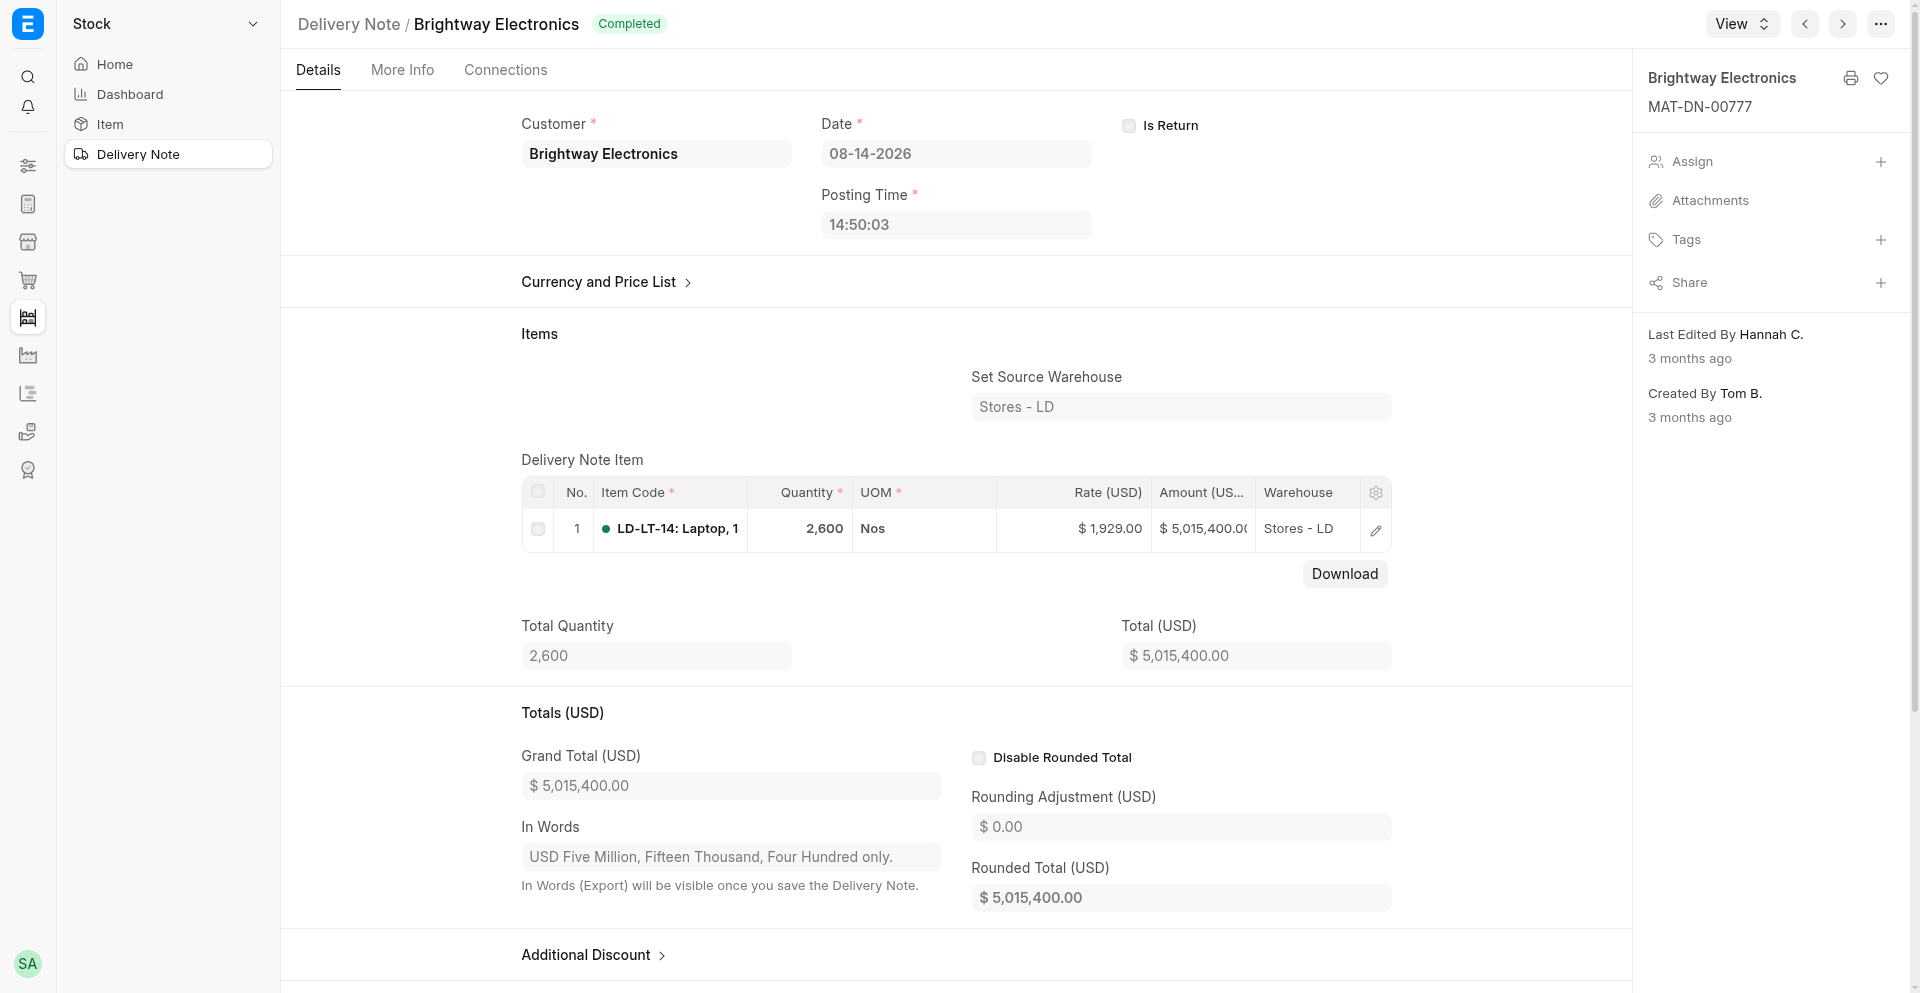 Stock
Home
Dashboard
Item
Delivery Note
SA
Delivery Note / Brightway Electronics Completed
View
Details More Info Connections
Customer *
Brightway Electronics
Date *
08-14-2026
Is Return
Posting Time *
14:50:03
Currency and Price List
Items
Set Source Warehouse
Stores - LD
Delivery Note Item
No. Item Code * Quantity * UOM * Rate (USD) Amount (US... Warehouse
1 LD-LT-14: Laptop, 1 2,600 Nos $ 1,929.00 $ 5,015,400.00 Stores - LD
Download
Total Quantity
2,600
Total (USD)
$ 5,015,400.00
Totals (USD)
Grand Total (USD)
$ 5,015,400.00
In Words
USD Five Million, Fifteen Thousand, Four Hundred only.
In Words (Export) will be visible once you save the Delivery Note.
Disable Rounded Total
Rounding Adjustment (USD)
$ 0.00
Rounded Total (USD)
$ 5,015,400.00
Additional Discount
Brightway Electronics
MAT-DN-00777
Assign
Attachments
Tags
Share
Last Edited By Hannah C.
3 months ago
Created By Tom B.
3 months ago